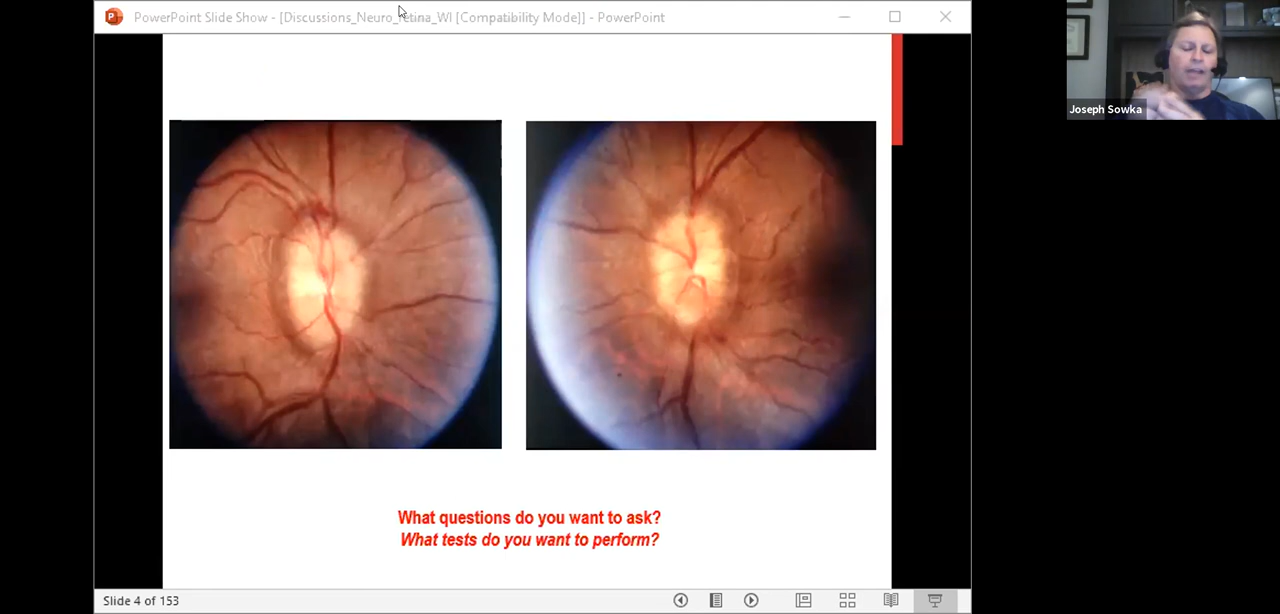 PowerPoint Slide Show - [Discussions_Neuro_Retina_WI [Compatibility Mode]] - PowerPoint
Joseph Sowka
What questions do you want to ask?
What tests do you want to perform?
Slide 4 of 153